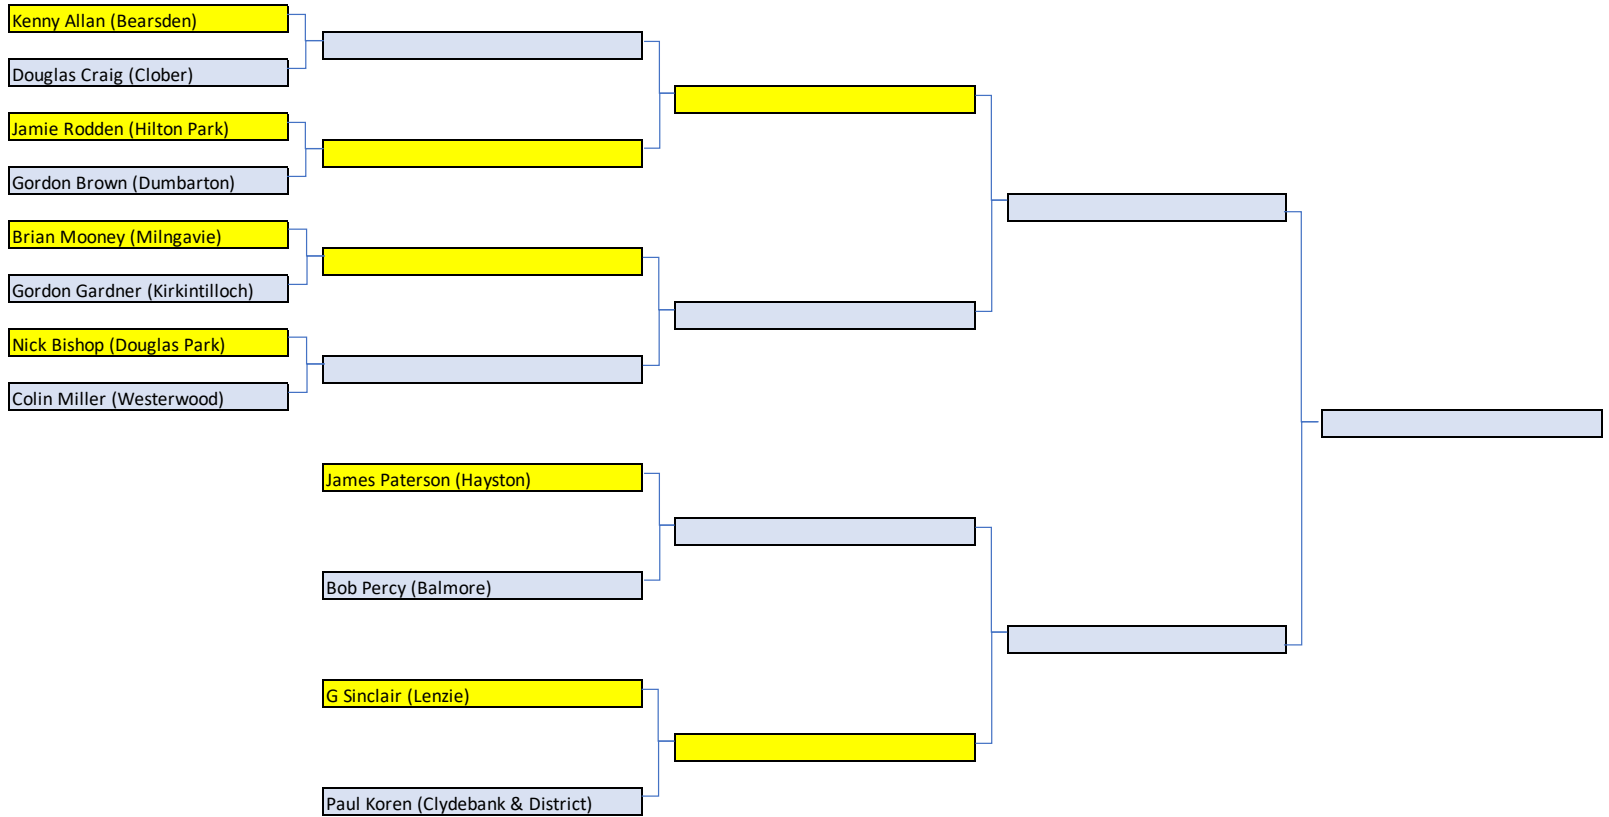 Kenny Allan (Bearsden)
Douglas Craig (Clober)
Jamie Rodden (Hilton Park)
Gordon Brown (Dumbarton)
Brian Mooney (Milngavie)
Gordon Gardner (Kirkintilloch)
Nick Bishop (Douglas Park)
Colin Miller (Westerwood)
James Paterson (Hayston)
Bob Percy (Balmore)
G Sinclair (Lenzie)
Paul Koren (Clydebank & District)